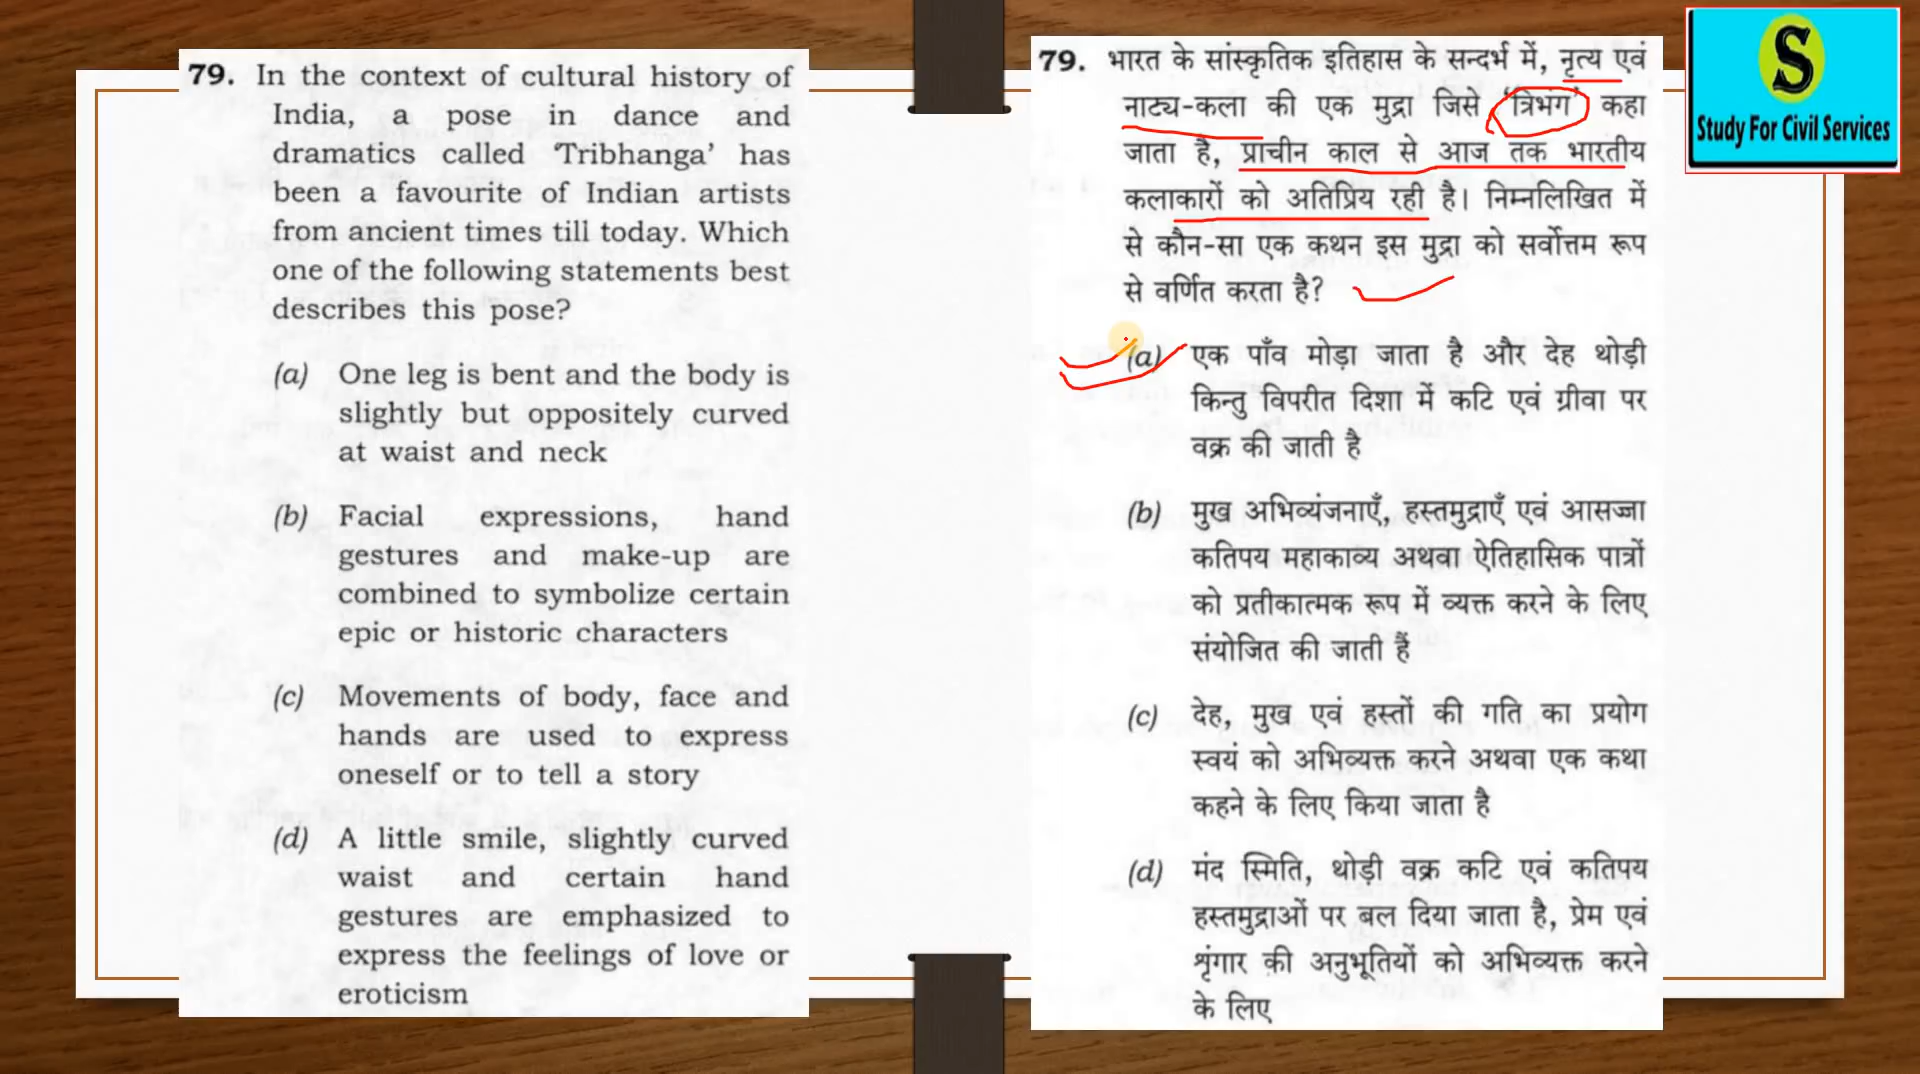 79. In the context of cultural history of
India, a pose in dance and
dramatics called ‘Tribhanga’ has
been a favourite of Indian artists
from ancient times till today. Which
one of the following statements best
describes this pose?
(a) One leg is bent and the body is
slightly but oppositely curved
at waist and neck
(b) Facial expressions, hand
gestures and make-up are
combined to symbolize certain
epic or historic characters
(c) Movements of body, face and
hands are used to express
oneself or to tell a story
(d) A little smile, slightly curved
waist and certain hand
gestures are emphasized to
express the feelings of love or
eroticism
79. भारत के सांस्कृतिक इतिहास के सन्दर्भ में, नृत्य एवं
नाट्य-कला की एक मुद्रा जिसे ‘त्रिभंग’ कहा
जाता है, प्राचीन काल से आज तक भारतीय
कलाकारों को अतिप्रिय रही है। निम्नलिखित में
से कौन-सा एक कथन इस मुद्रा को सर्वोत्तम रूप
से वर्णित करता है?
(a) एक पाँव मोड़ा जाता है और देह थोड़ी
किन्तु विपरीत दिशा में कटि एवं ग्रीवा पर
वक्र की जाती है
(b) मुख अभिव्यंजनाएँ, हस्तमुद्राएँ एवं आसज्जा
कतिपय महाकाव्य अथवा ऐतिहासिक पात्रों
को प्रतीकात्मक रूप में व्यक्त करने के लिए
संयोजित की जाती हैं
(c) देह, मुख एवं हस्तों की गति का प्रयोग
स्वयं को अभिव्यक्त करने अथवा एक कथा
कहने के लिए किया जाता है
(d) मंद स्मिति, थोड़ी वक्र कटि एवं कतिपय
हस्तमुद्राओं पर बल दिया जाता है, प्रेम एवं
शृंगार की अनुभूतियों को अभिव्यक्त करने
के लिए
S
Study For Civil Services